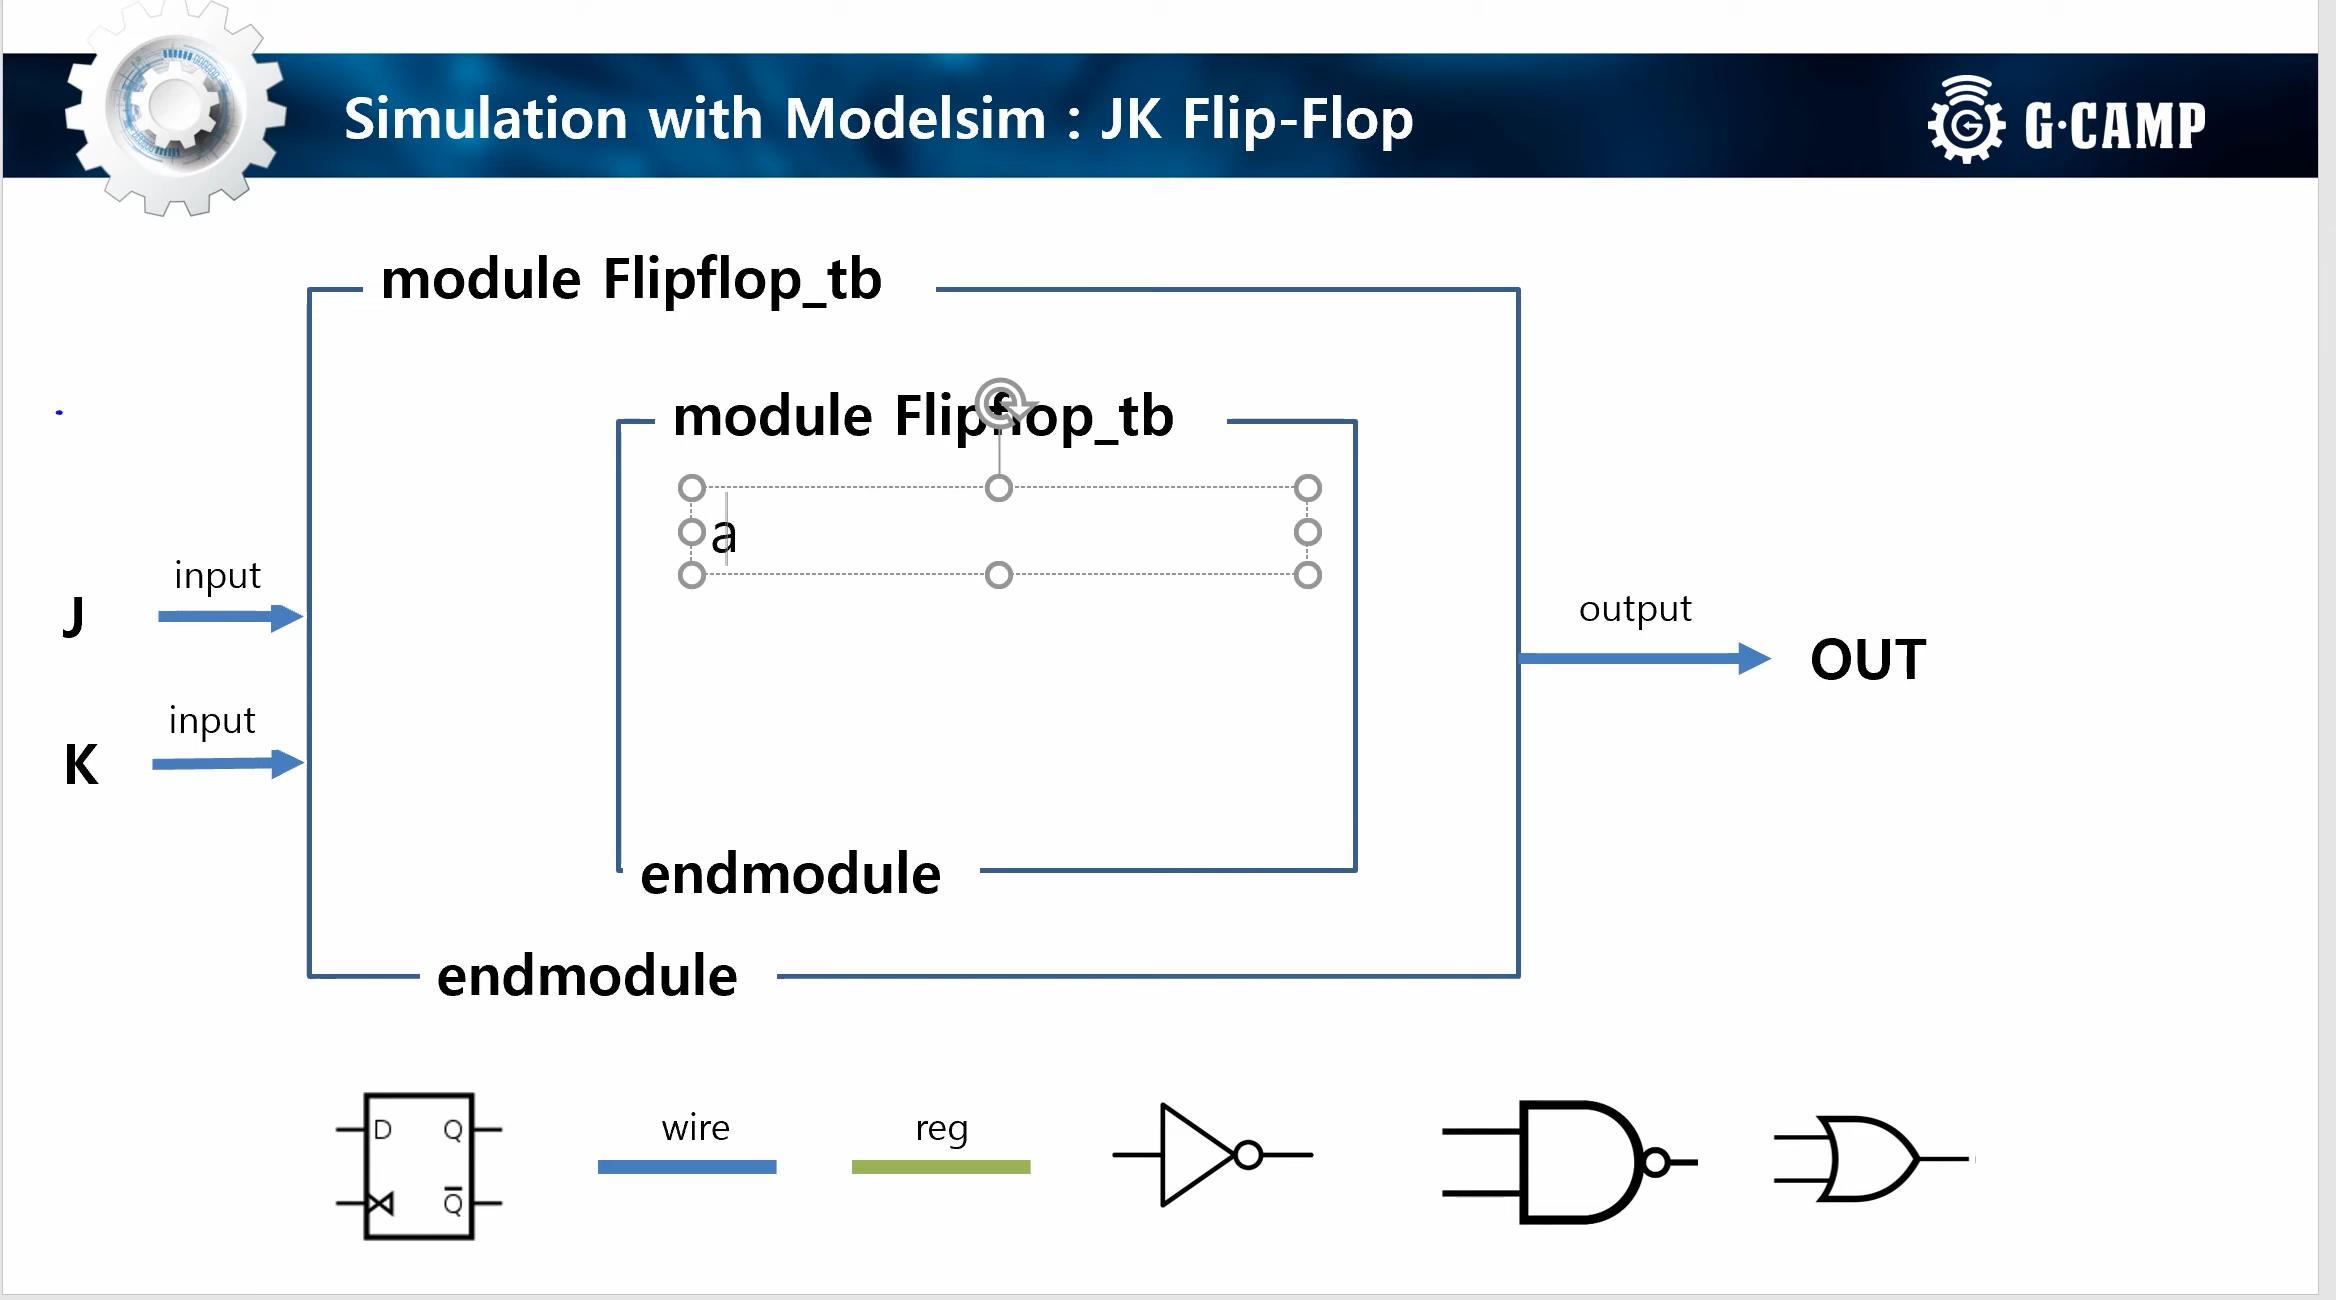 Simulation with Modelsim : JK Flip-Flop
G·CAMP
module Flipflop_tb
module Flipflop_tb
a
input
J
output
OUT
input
K
endmodule
endmodule
D Q
Q̅
wire
reg